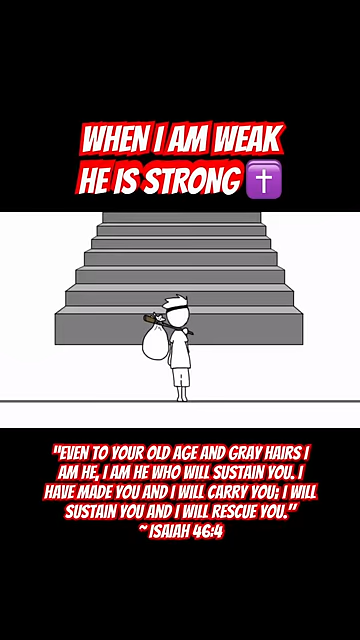 WHEN I AM WEAK
HE IS STRONG ✝️
"EVEN TO YOUR OLD AGE AND GRAY HAIRS I
AM HE, I AM HE WHO WILL SUSTAIN YOU. I
HAVE MADE YOU AND I WILL CARRY YOU; I WILL
SUSTAIN YOU AND I WILL RESCUE YOU."
~ ISAIAH 46:4